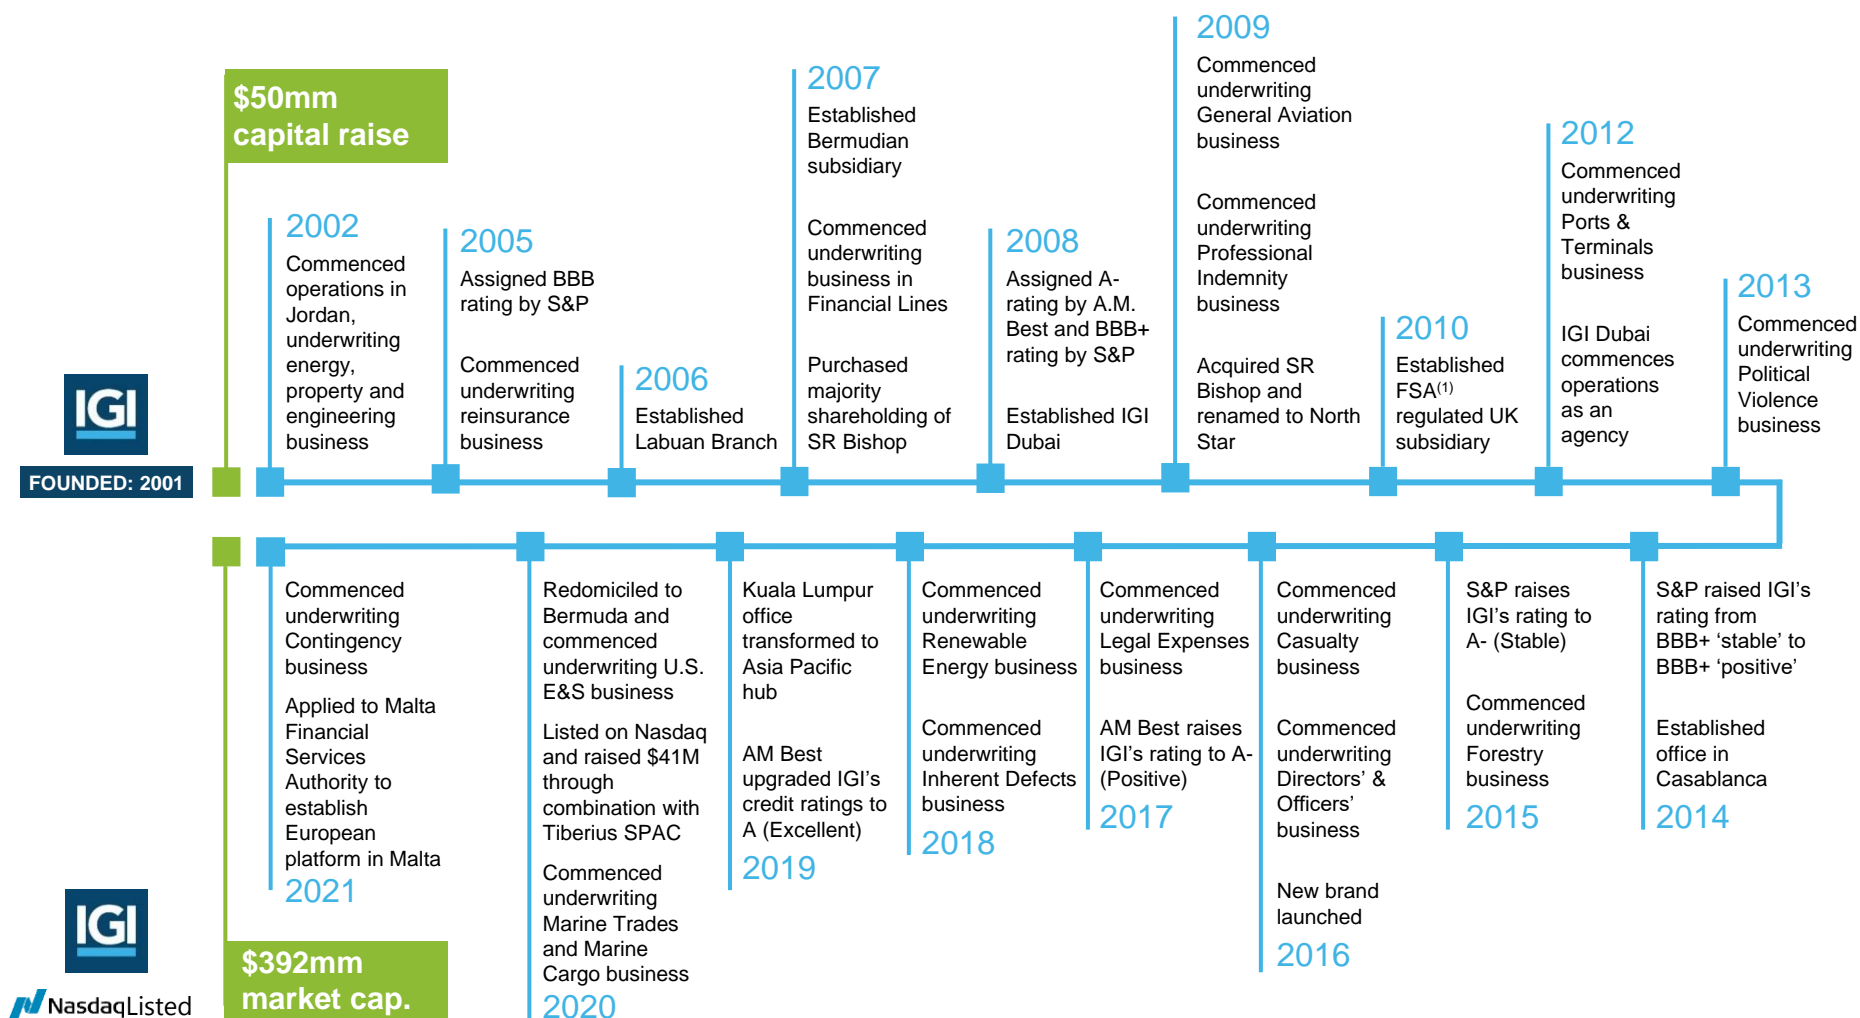 $50mm
capital raise
IGI
FOUNDED: 2001
2002
Commenced
operations in
Jordan,
underwriting
energy,
property and
engineering
business
2005
Assigned BBB
rating by S&P
Commenced
underwriting
reinsurance
business
2006
Established
Labuan Branch
2007
Established
Bermudian
subsidiary
Commenced
underwriting
business in
Financial Lines
Purchased
majority
shareholding of
SR Bishop
2008
Assigned A-
rating by A.M.
Best and BBB+
rating by S&P
Established IGI
Dubai
2009
Commenced
underwriting
General Aviation
business
Commenced
underwriting
Professional
Indemnity
business
Acquired SR
Bishop and
renamed to North
Star
2010
Established
FSA(1)
regulated UK
subsidiary
2012
Commenced
underwriting
Ports &
Terminals
business
IGI Dubai
commences
operations
as an
agency
2013
Commenced
underwriting
Political
Violence
business
S&P raised IGI’s
rating from
BBB+ ‘stable’ to
BBB+ ‘positive’
Established
office in
Casablanca
2014
S&P raises
IGI’s rating to
A- (Stable)
Commenced
underwriting
Forestry
business
2015
Commenced
underwriting
Casualty
business
Commenced
underwriting
Directors’ &
Officers’
business
New brand
launched
2016
Commenced
underwriting
Legal Expenses
business
AM Best raises
IGI’s rating to A-
(Positive)
2017
Commenced
underwriting
Renewable
Energy business
Commenced
underwriting
Inherent Defects
business
2018
Kuala Lumpur
office
transformed to
Asia Pacific
hub
AM Best
upgraded IGI’s
credit ratings to
A (Excellent)
2019
Redomiciled to
Bermuda and
commenced
underwriting U.S.
E&S business
Listed on Nasdaq
and raised $41M
through
combination with
Tiberius SPAC
Commenced
underwriting
Marine Trades
and Marine
Cargo business
2020
Commenced
underwriting
Contingency
business
Applied to Malta
Financial
Services
Authority to
establish
European
platform in Malta
2021
IGI
Nasdaq Listed
$392mm
market cap.